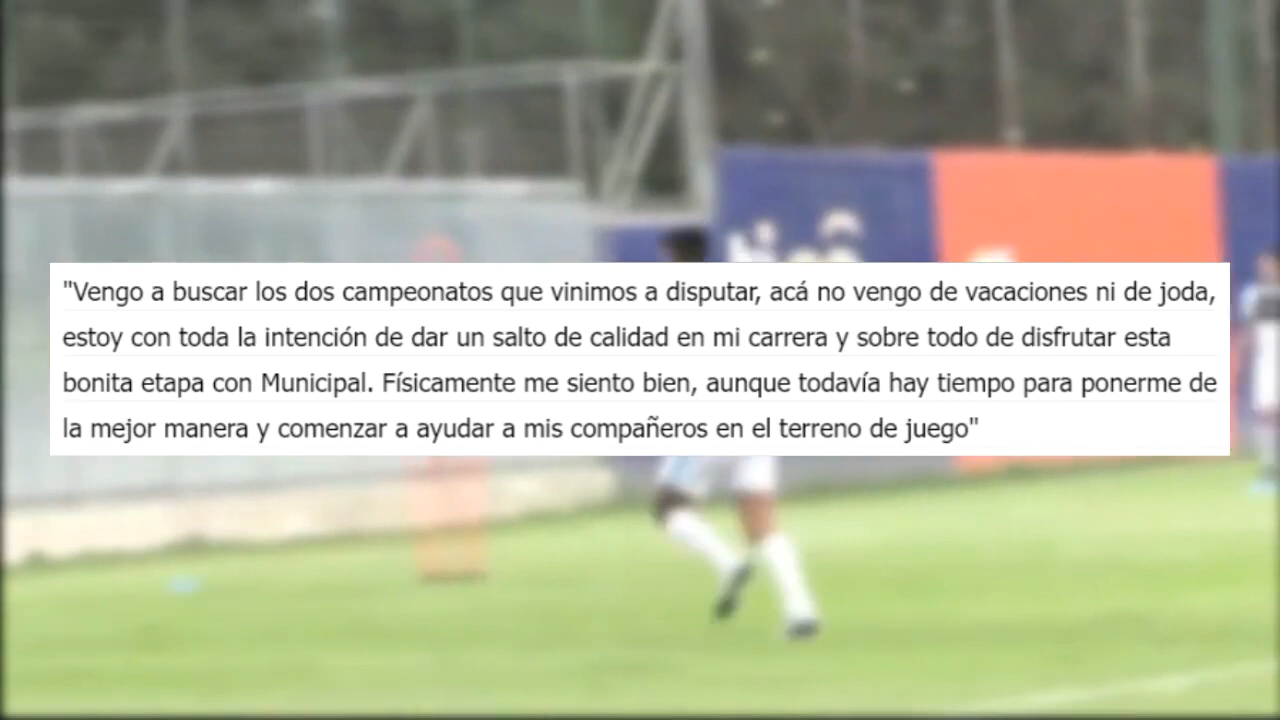 "Vengo a buscar los dos campeonatos que vinimos a disputar, acá no vengo de vacaciones ni de joda,
estoy con toda la intención de dar un salto de calidad en mi carrera y sobre todo de disfrutar esta
bonita etapa con Municipal. Físicamente me siento bien, aunque todavía hay tiempo para ponerme de
la mejor manera y comenzar a ayudar a mis compañeros en el terreno de juego"